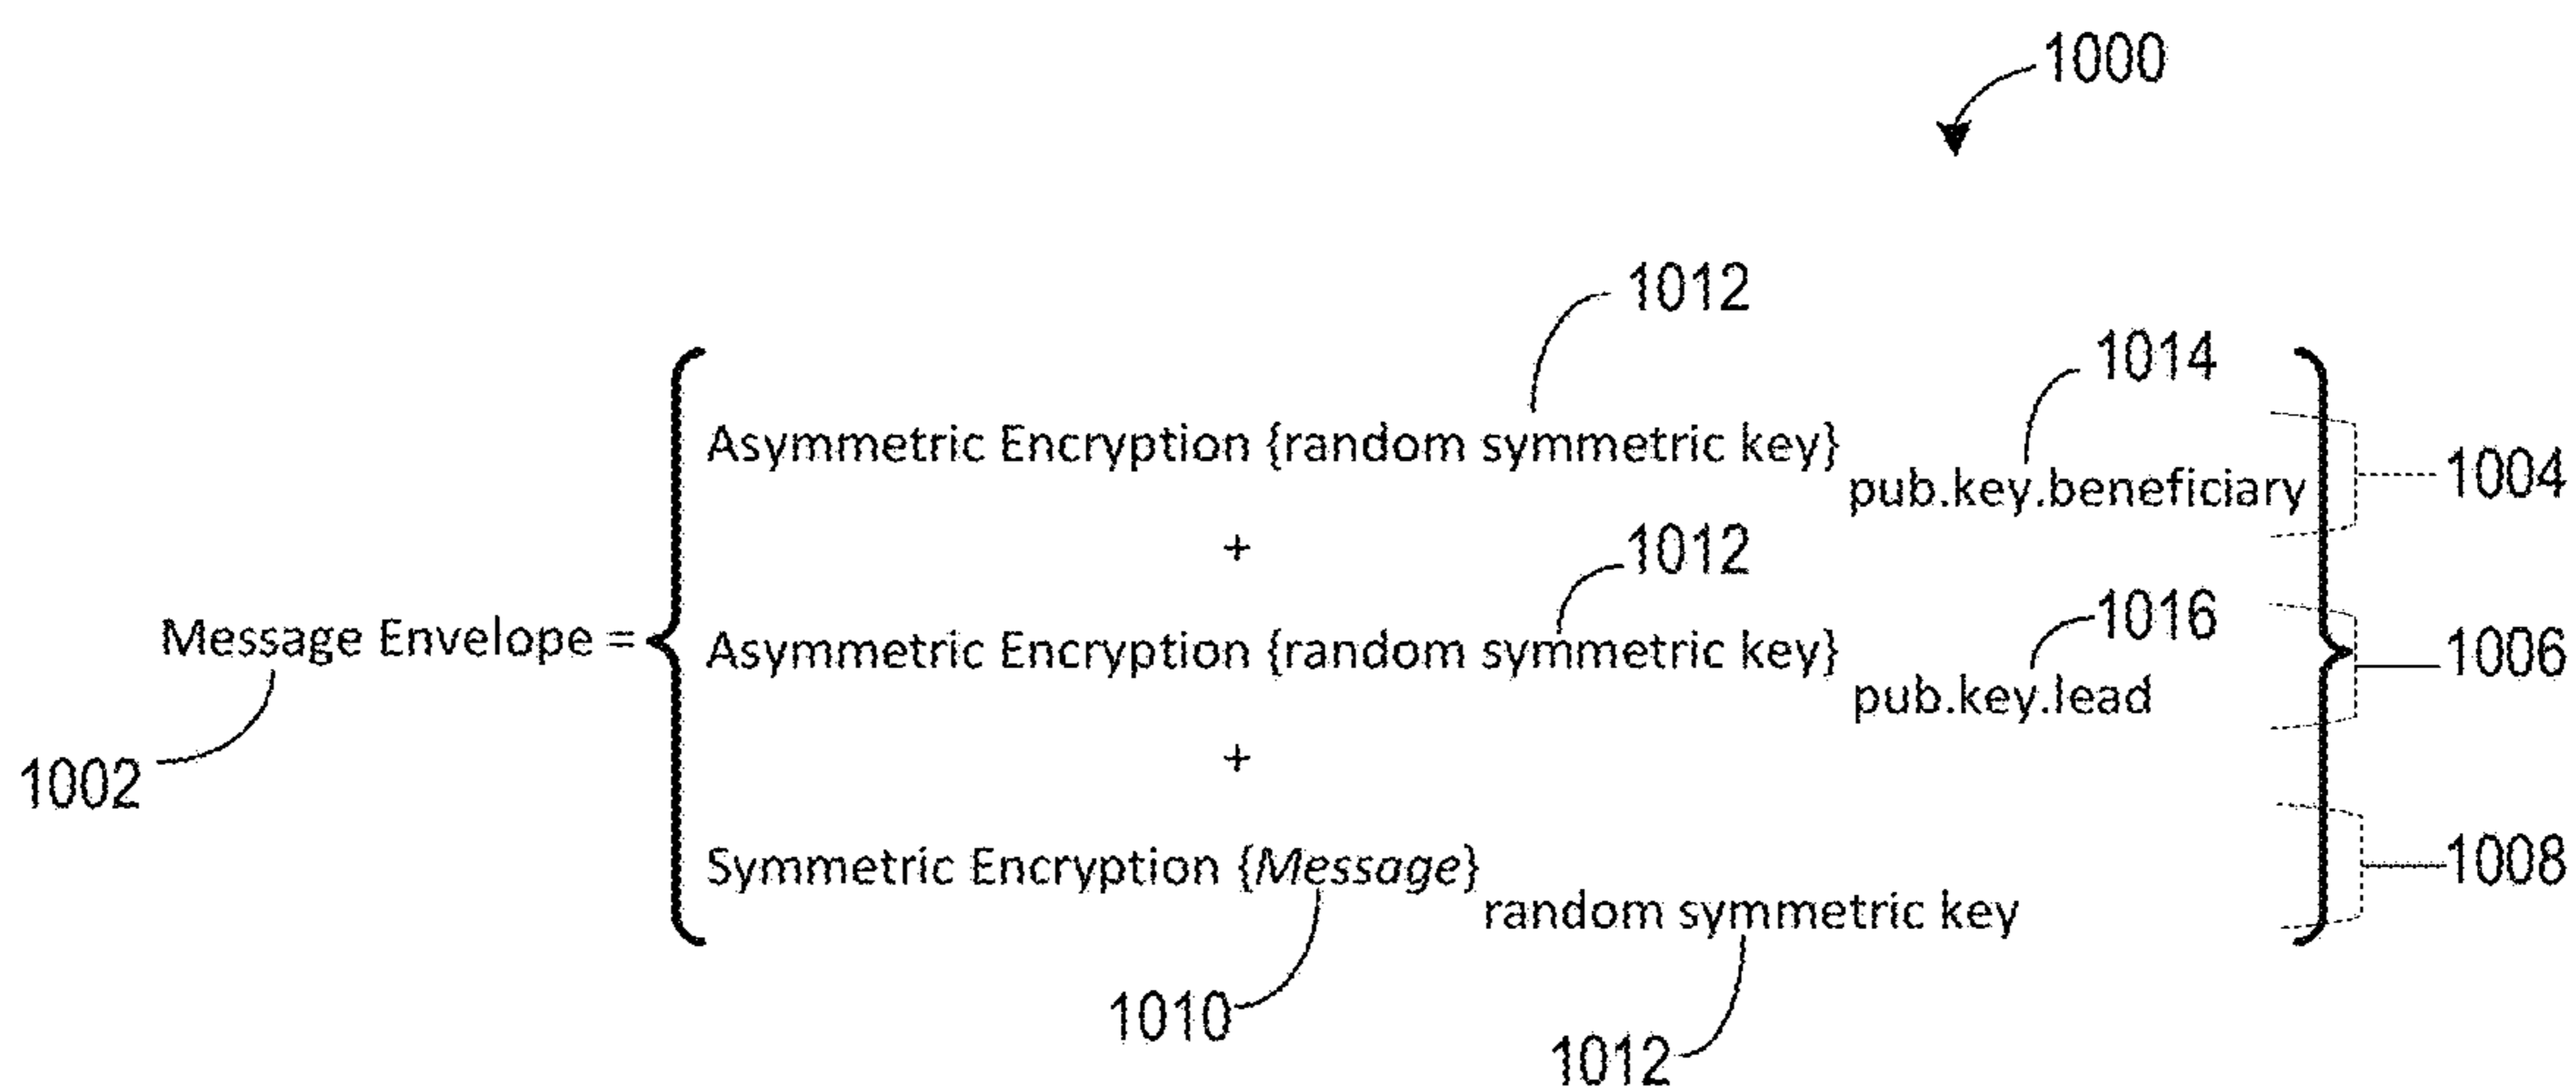 1000
1012
1014
Asymmetric Encryption {random symmetric key}
pub.key.beneficiary
1004
+
1012
1016
Message Envelope =
Asymmetric Encryption {random symmetric key}
pub.key.lead
1006
+
1002
Symmetric Encryption {Message}
random symmetric key
1008
1010
1012